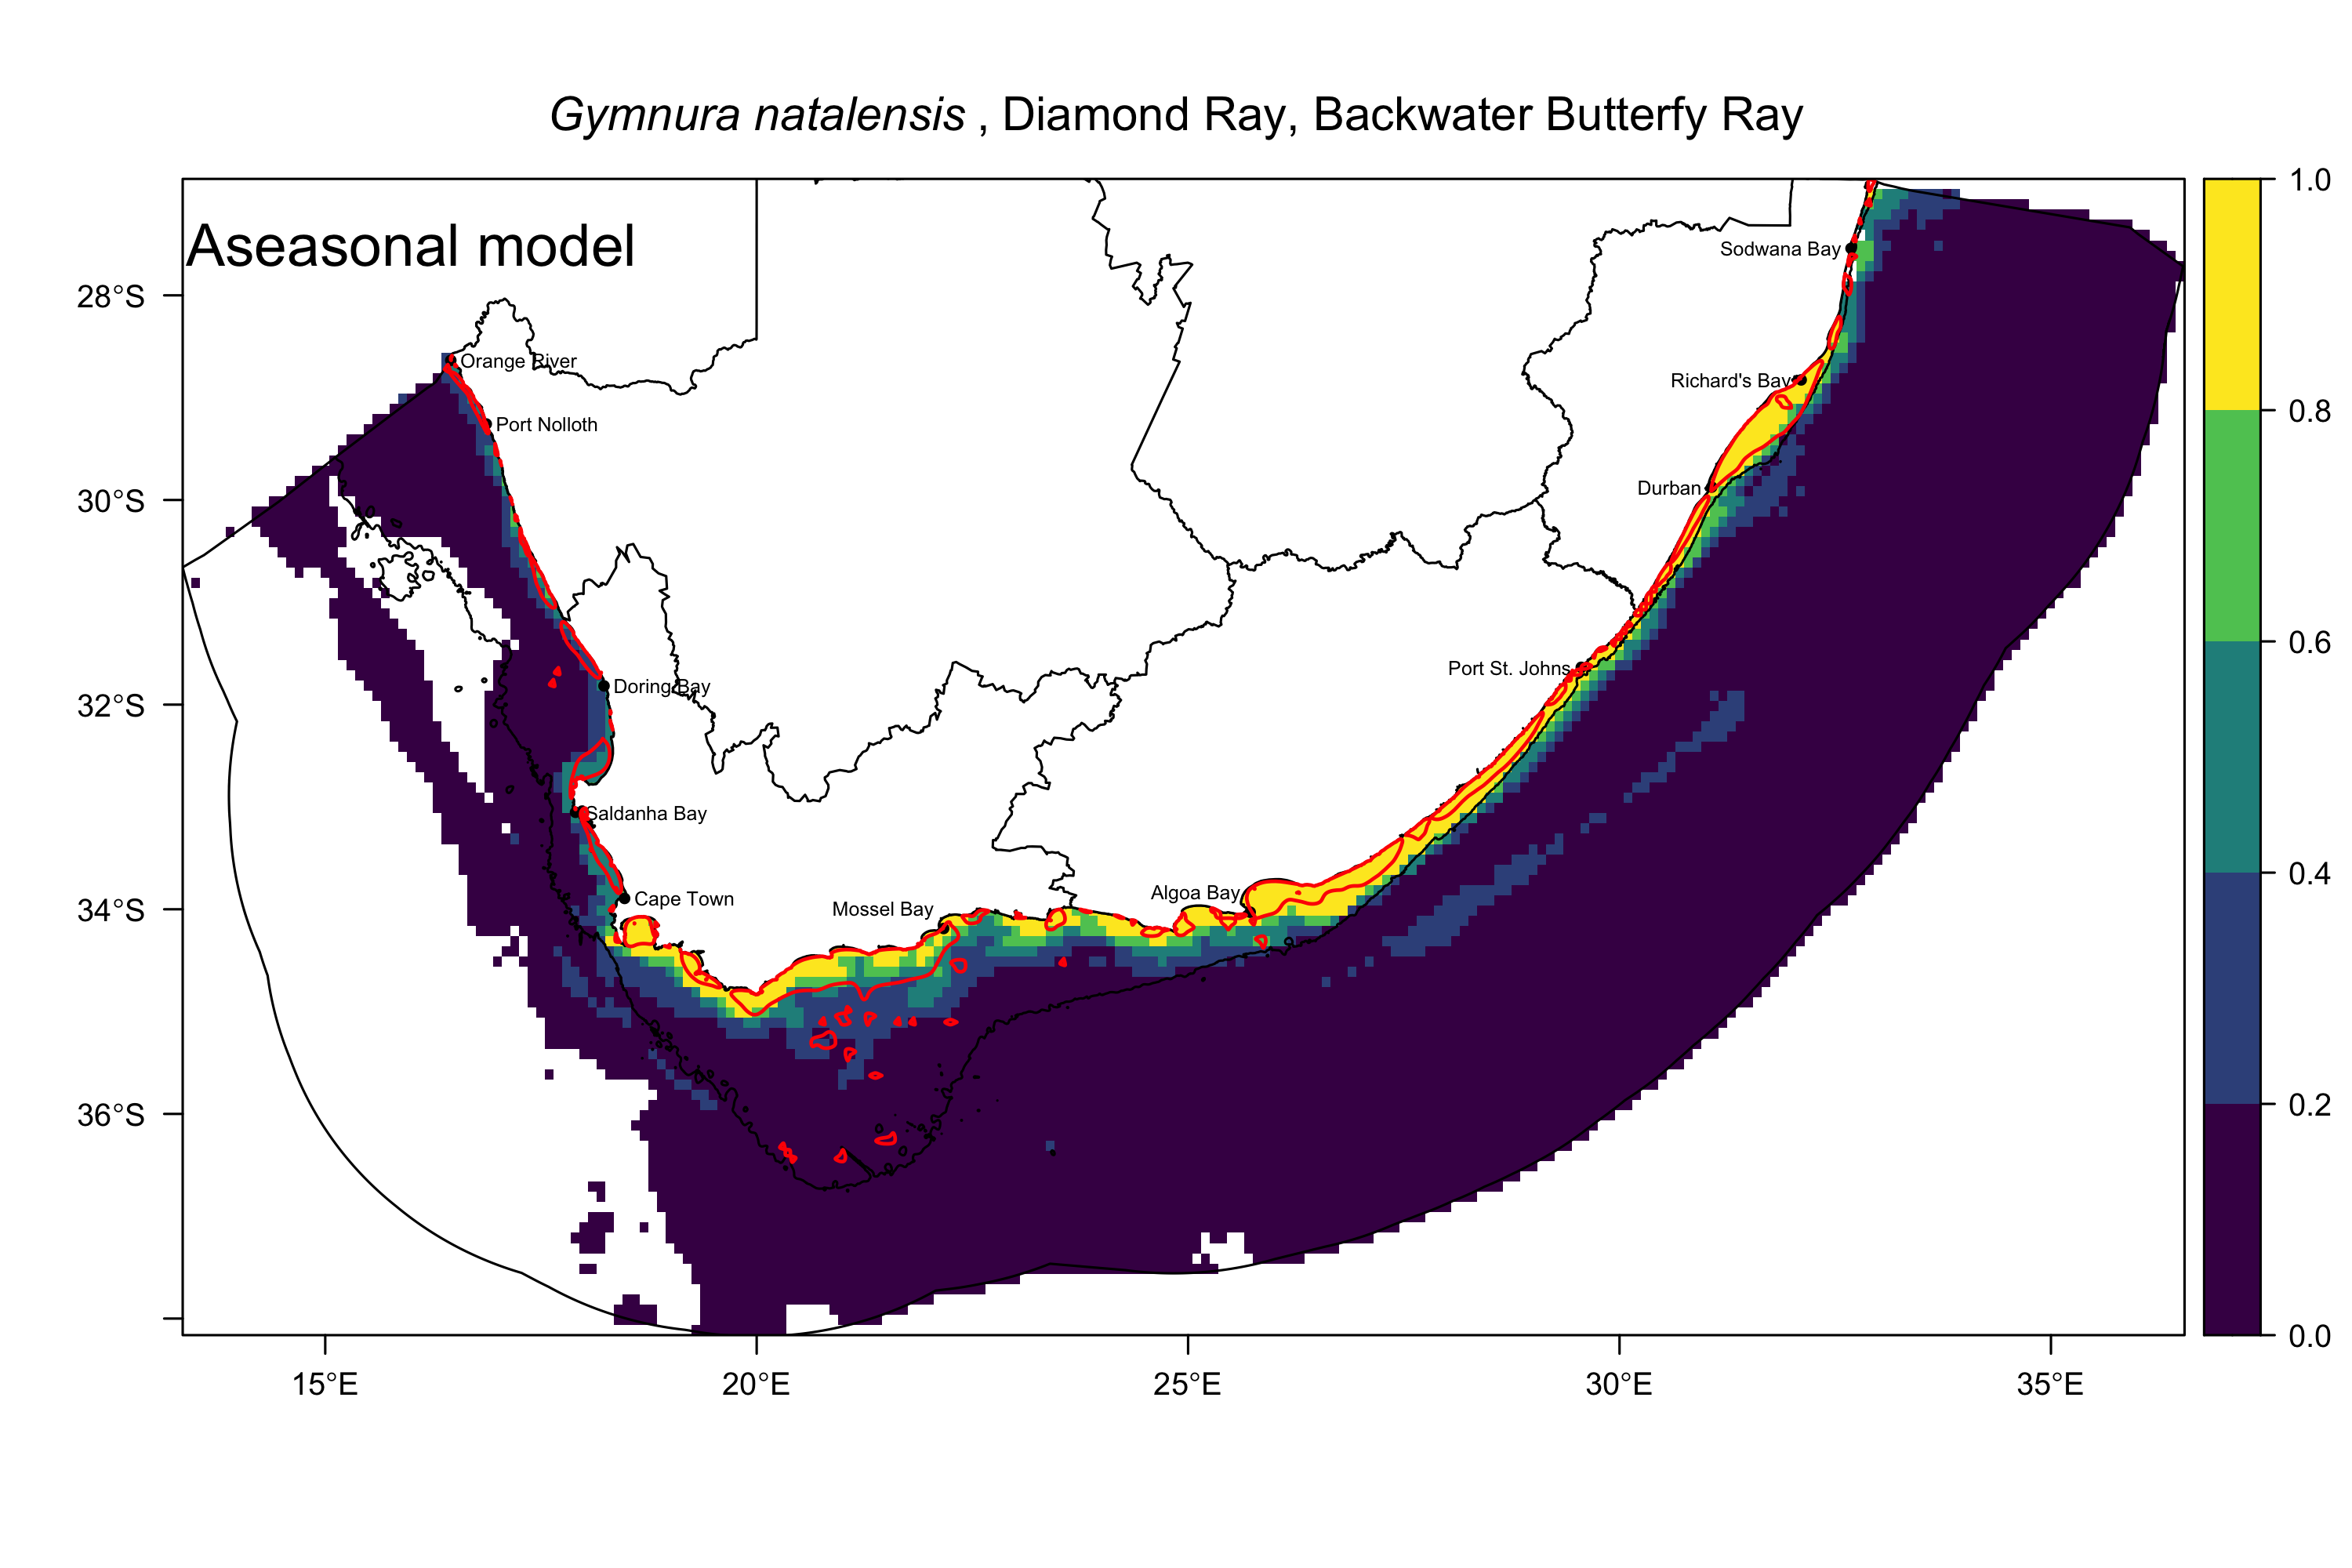 Gymnura natalensis , Diamond Ray, Backwater Butterfy Ray
Aseasonal model
1.0
0.8
0.6
0.4
0.2
0.0
28°S
30°S
32°S
34°S
36°S
Sodwana Bay
Orange River
Richard's Bay
Port Nolloth
Durban
Port St. Johns
Doring Bay
Saldanha Bay
Algoa Bay
Cape Town
Mossel Bay
15°E
20°E
25°E
30°E
35°E